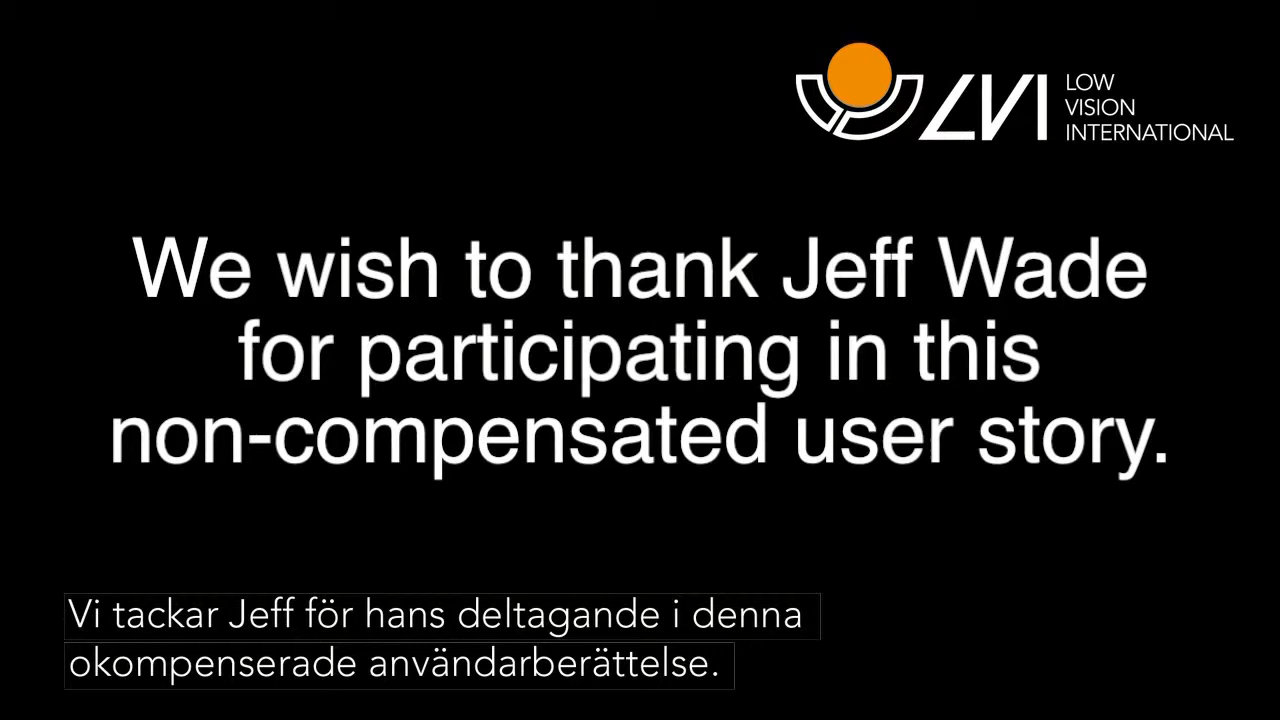 LVI
LOW
VISION
INTERNATIONAL
We wish to thank Jeff Wade
for participating in this
non-compensated user story.
Vi tackar Jeff för hans deltagande i denna
okompenserade användarberättelse.